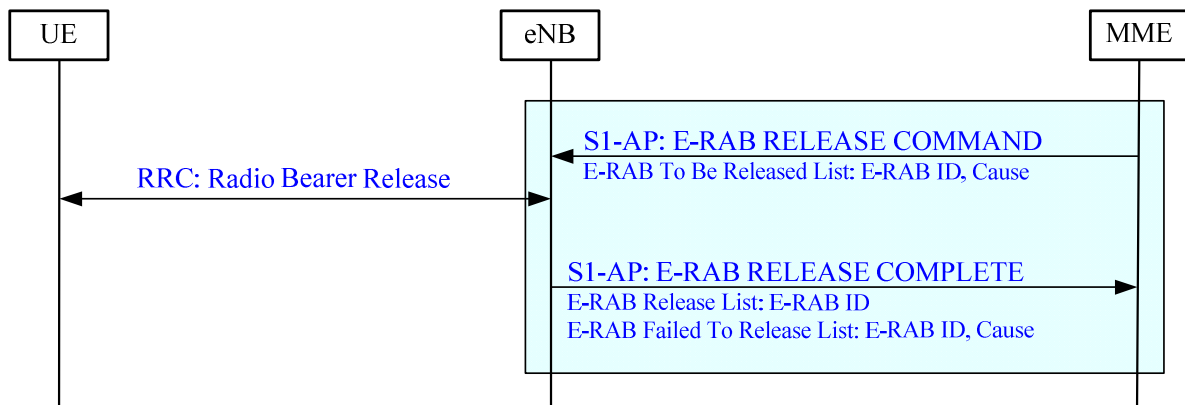 UE
eNB
MME
S1-AP: E-RAB RELEASE COMMAND
E-RAB To Be Released List: E-RAB ID, Cause
RRC: Radio Bearer Release
S1-AP: E-RAB RELEASE COMPLETE
E-RAB Release List: E-RAB ID
E-RAB Failed To Release List: E-RAB ID, Cause